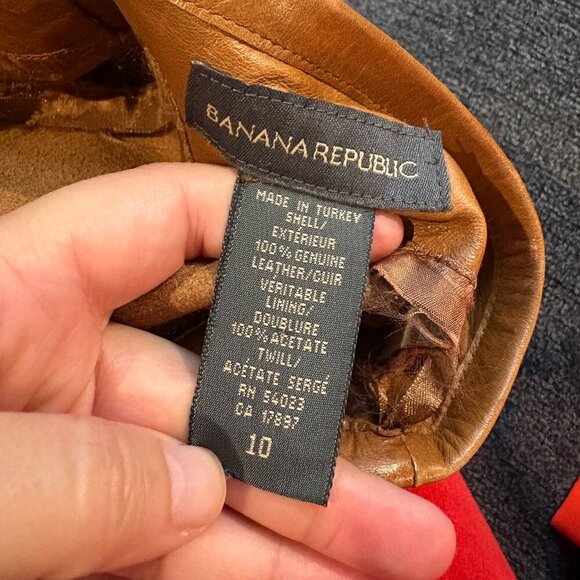 BANANA REPUBLIC
MADE IN TURKEY
SHELL/
EXTÉRIEUR
100% GENUINE
LEATHER/CUIR
VÉRITABLE
LINING/
DOUBLURE
100% ACETATE
TWILL/
ACÉTATE SERGÉ
RN 54023
CA 17897
10